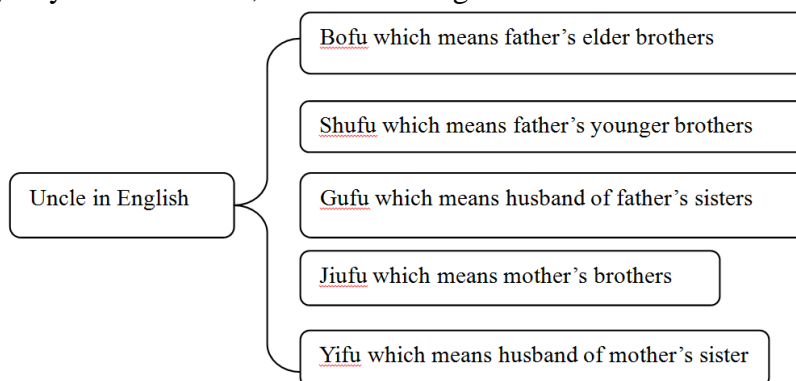 Bofu which means father's elder brothers
Shufu which means father's younger brothers
Uncle in English
Gufu which means husband of father's sisters
Jiufu which means mother's brothers
Yifu which means husband of mother's sister